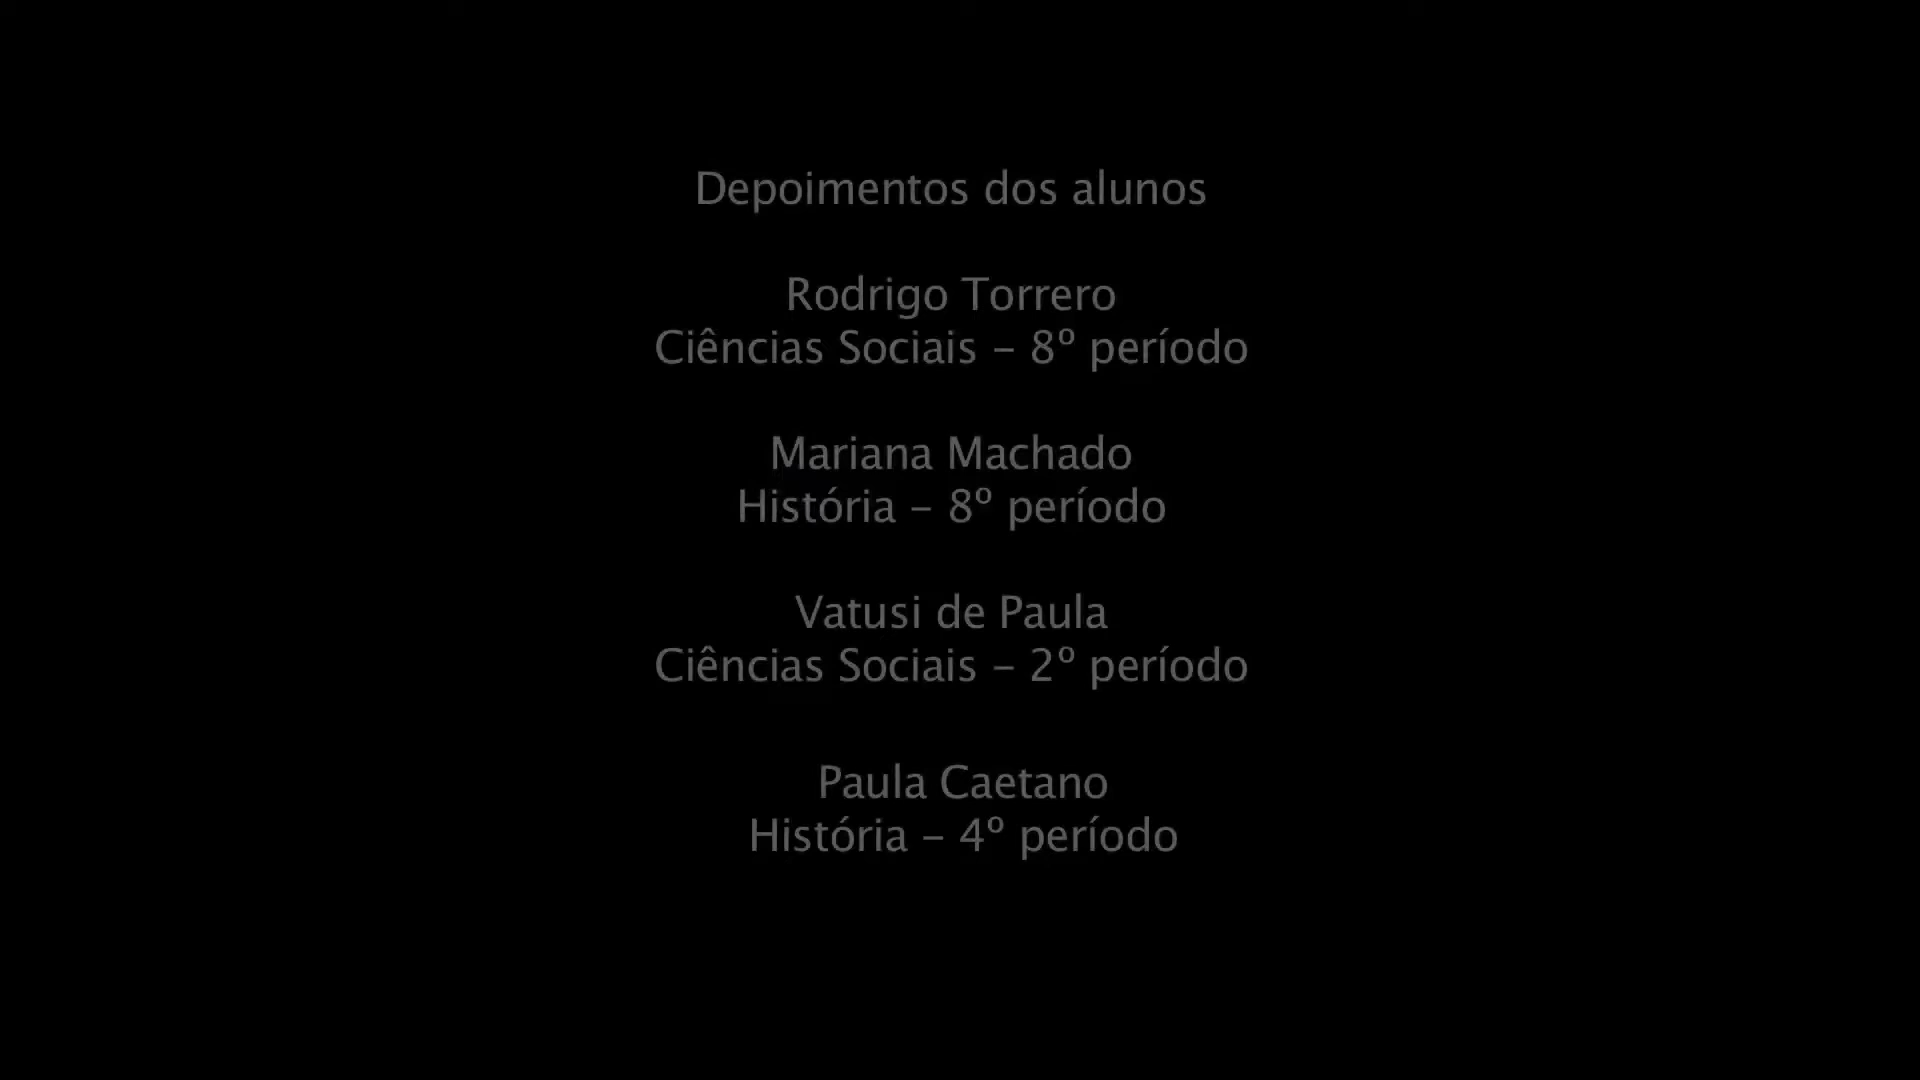 Depoimentos dos alunos
Rodrigo Torrero
Ciências Sociais – 8º período
Mariana Machado
História – 8º período
Vatusi de Paula
Ciências Sociais – 2º período
Paula Caetano
História – 4º período